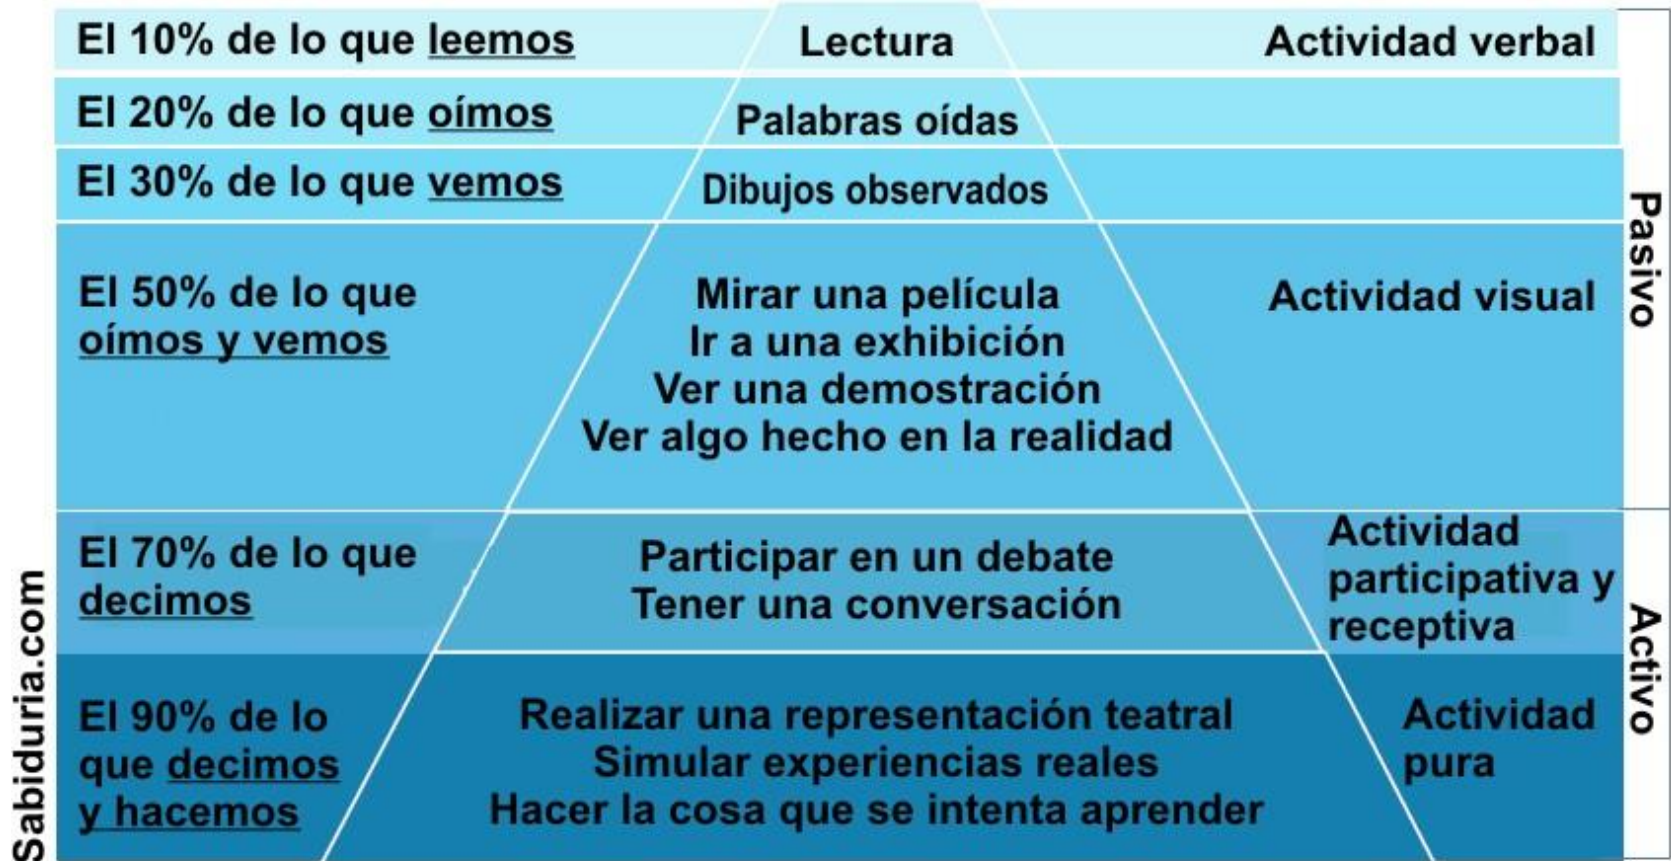 El 10% de lo que leemos
Lectura
Actividad verbal
El 20% de lo que oímos
Palabras oídas
El 30% de lo que vemos
Dibujos observados
El 50% de lo que
oímos y vemos
Mirar una película
Ir a una exhibición
Ver una demostración
Ver algo hecho en la realidad
Actividad visual
Pasivo
El 70% de lo que
decimos
Participar en un debate
Tener una conversación
Actividad
participativa y
receptiva
El 90% de lo
que decimos
y hacemos
Realizar una representación teatral
Simular experiencias reales
Hacer la cosa que se intenta aprender
Actividad
pura
Activo
Sabiduria.com